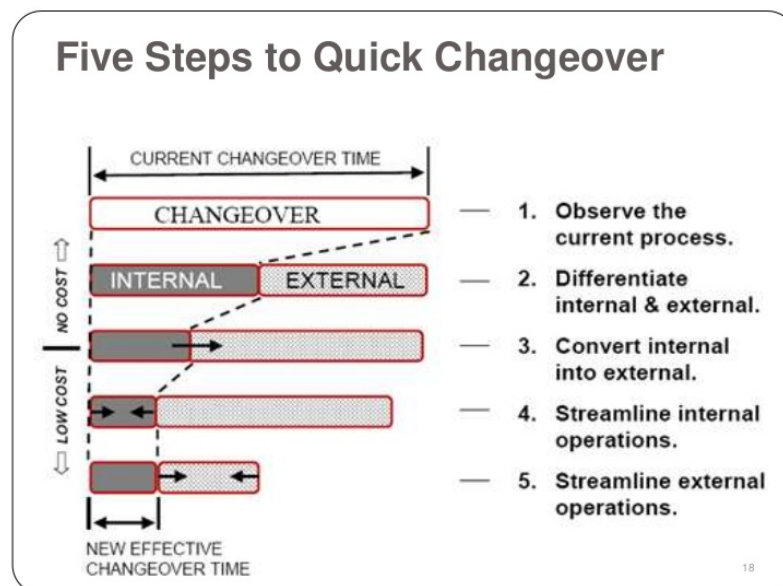 Five Steps to Quick Changeover
CURRENT CHANGEOVER TIME
CHANGEOVER
1. Observe the
current process.
NO COST
INTERNAL
EXTERNAL
2. Differentiate
internal & external.
3. Convert internal
into external.
LOW COST
4. Streamline internal
operations.
5. Streamline external
operations.
NEW EFFECTIVE
CHANGEOVER TIME
18